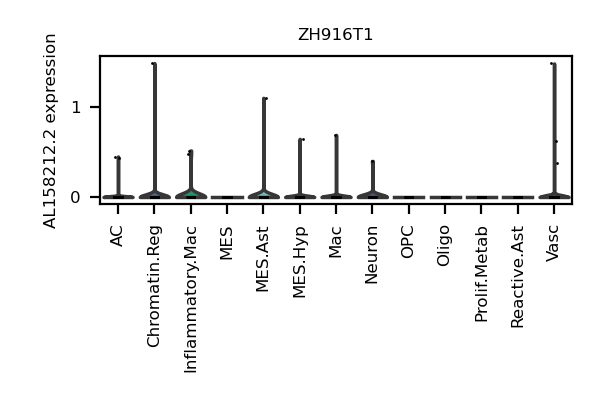 ZH916T1
AL158212.2 expression
1
0
AC
Chromatin.Reg
Inflammatory.Mac
MES
MES.Ast
MES.Hyp
Mac
Neuron
OPC
Oligo
Prolif.Metab
Reactive.Ast
Vasc